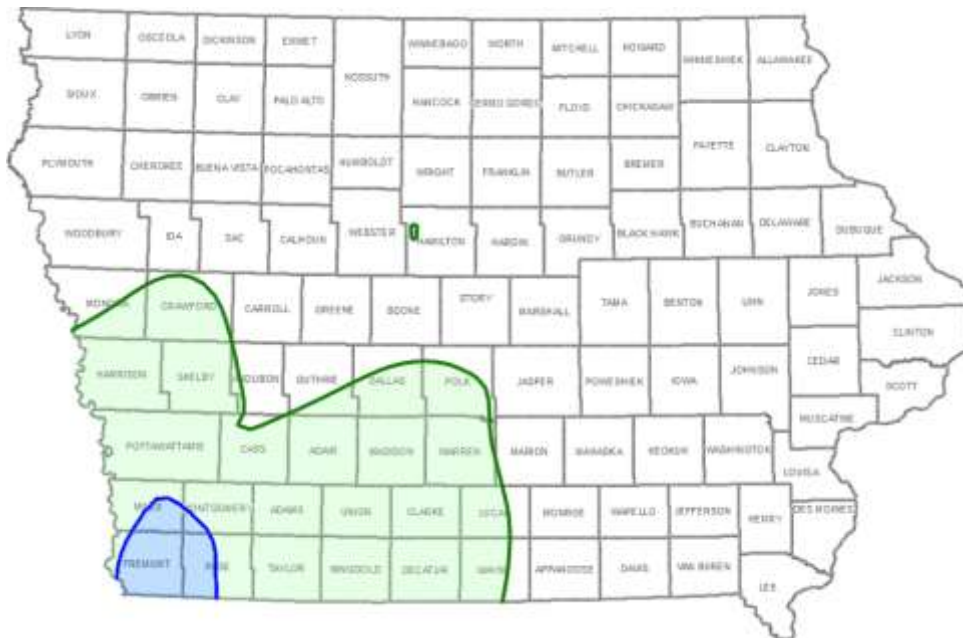 LYON OSCEOLA DICKINSON EMMET WINNEBAGO WORTH MITCHELL HOWARD WINNESHIEK ALLAMAKEE
KOSSUTH
SIOUX OBRIEN CLAY PALO ALTO HANCOCK CERRO GORDO FLOYD CHICKASAW
PLYMOUTH CHEROKEE BUENA VISTA POCAHONTAS HUMBOLDT WRIGHT FRANKLIN BUTLER BREMER FAYETTE CLAYTON
WOODBURY IDA SAC CALHOUN WEBSTER HAMILTON HARDIN GRUNDY BLACK HAWK BUCHANAN DELAWARE DUBUQUE
MONONA CRAWFORD CARROLL GREENE BOONE STORY MARSHALL TAMA BENTON LINN JONES JACKSON
CLINTON
HARRISON SHELBY AUDUBON GUTHRIE DALLAS POLK JASPER POWESHIEK IOWA JOHNSON CEDAR SCOTT
MUSCATINE
POTTAWATTAMIE CASS ADAIR MADISON WARREN MARION MAHASKA KEOKUK WASHINGTON
LOUISA
MILLS MONTGOMERY ADAMS UNION CLARKE LUCAS MONROE WAPELLO JEFFERSON HENRY DES MOINES
FREMONT PAGE TAYLOR RINGGOLD DECATUR WAYNE APPANOOSE DAVIS VAN BUREN
LEE